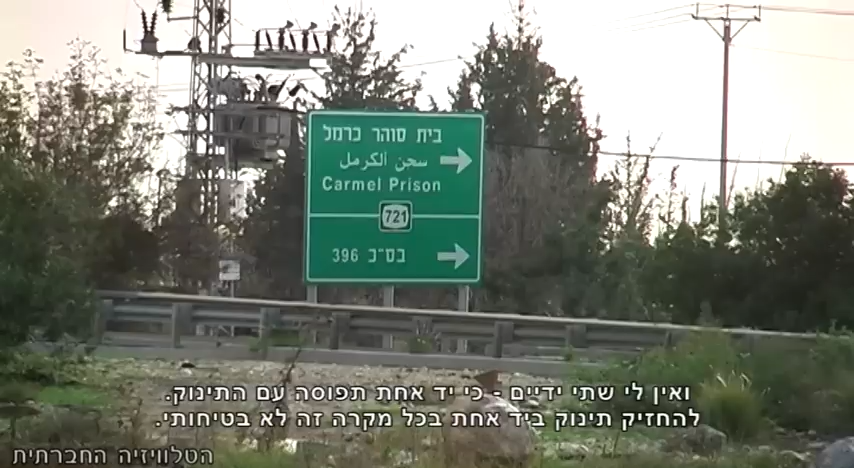 בית סוהר כרמל
سجن الكرمل
Carmel Prison
721
בס״כ 396
ואין לי שתי ידיים - כי יד אחת תפוסה עם התינוק.
להחזיק תינוק ביד אחת בכל מקרה זה לא בטיחותי.
הטלוויזיה החברתית